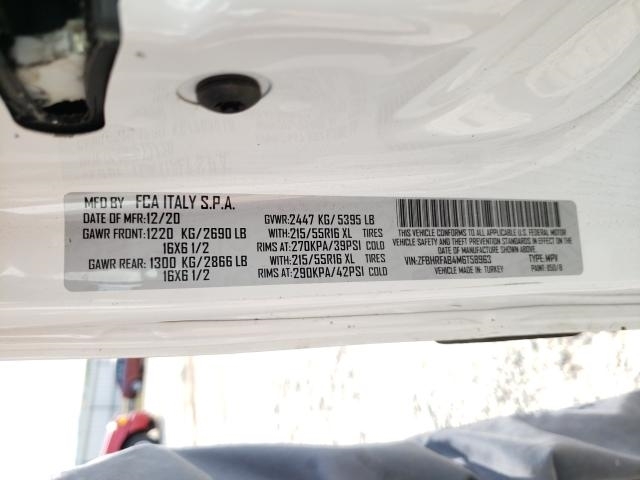 MFD BY FCA ITALY S.P.A.
DATE OF MFR:12/20 GVWR:2447 KG/ 5395 LB
GAWR FRONT:1220 KG/2690 LB WITH:215/55R16 XL TIRES
16X6 1/2 RIMS AT:270KPA/39PSI COLD
GAWR REAR: 1300 KG/2866 LB WITH:215/55R16 XL TIRES
16X6 1/2 RIMS AT:290KPA/42PSI COLD
THIS VEHICLE CONFORMS TO ALL APPLICABLE U.S.A. FEDERAL
MOTOR VEHICLE SAFETY STANDARDS IN EFFECT ON THE
DATE OF MANUFACTURE SHOWN ABOVE.
VIN:ZFBHRFAB4M6T58963 TYPE: MPV
MADE IN: TURKEY PAINT: 050/B